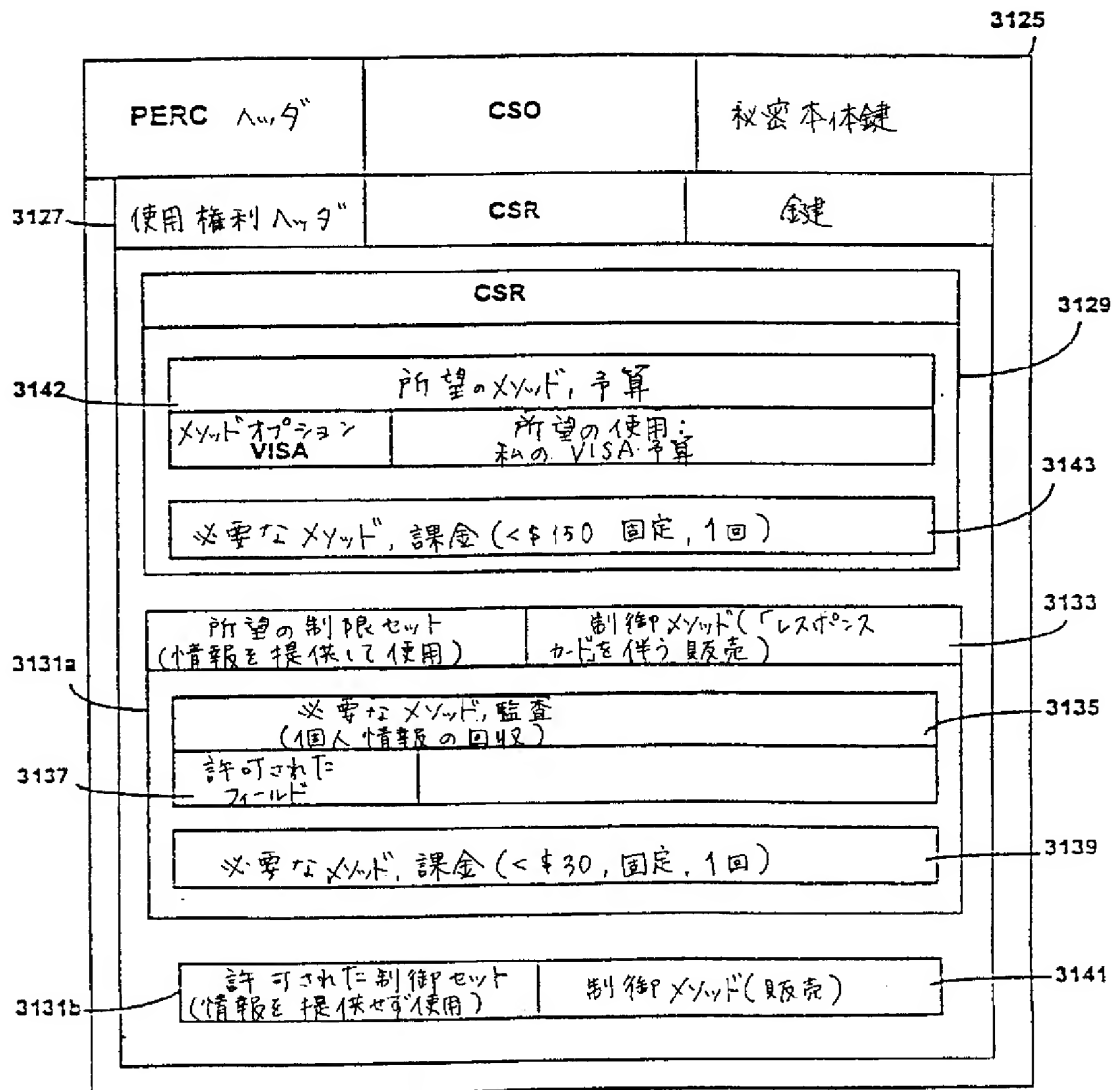 3125
PERC ヘッダ
CSO
秘密本体鍵
3127
使用権利ヘッダ
CSR
鍵
CSR
3129
所望のメソッド, 予算
3142
メソッドオプション
VISA
所望の使用:
私の VISA 予算
3143
必要なメソッド, 課金 (<$150 固定, 1回)
所望の制限セット
(情報を提供して使用)
制御メソッド(「レスポンス
カード」を伴う販売)
3133
3131a
必要なメソッド, 監査
(個人情報の回収)
3135
3137
許可された
フィールド
必要なメソッド, 課金 (<$30, 固定, 1回)
3139
許可された制御セット
(情報を提供せず使用)
制御メソッド(販売)
3141
3131b